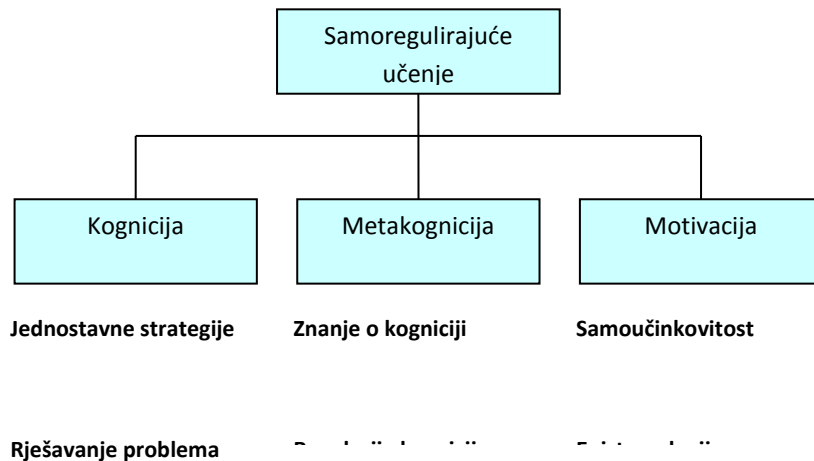 Samoregulirajuće
učenje
Kognicija
Metakognicija
Motivacija
Jednostavne strategije
Znanje o kogniciji
Samoučinkovitost
Rješavanje problema